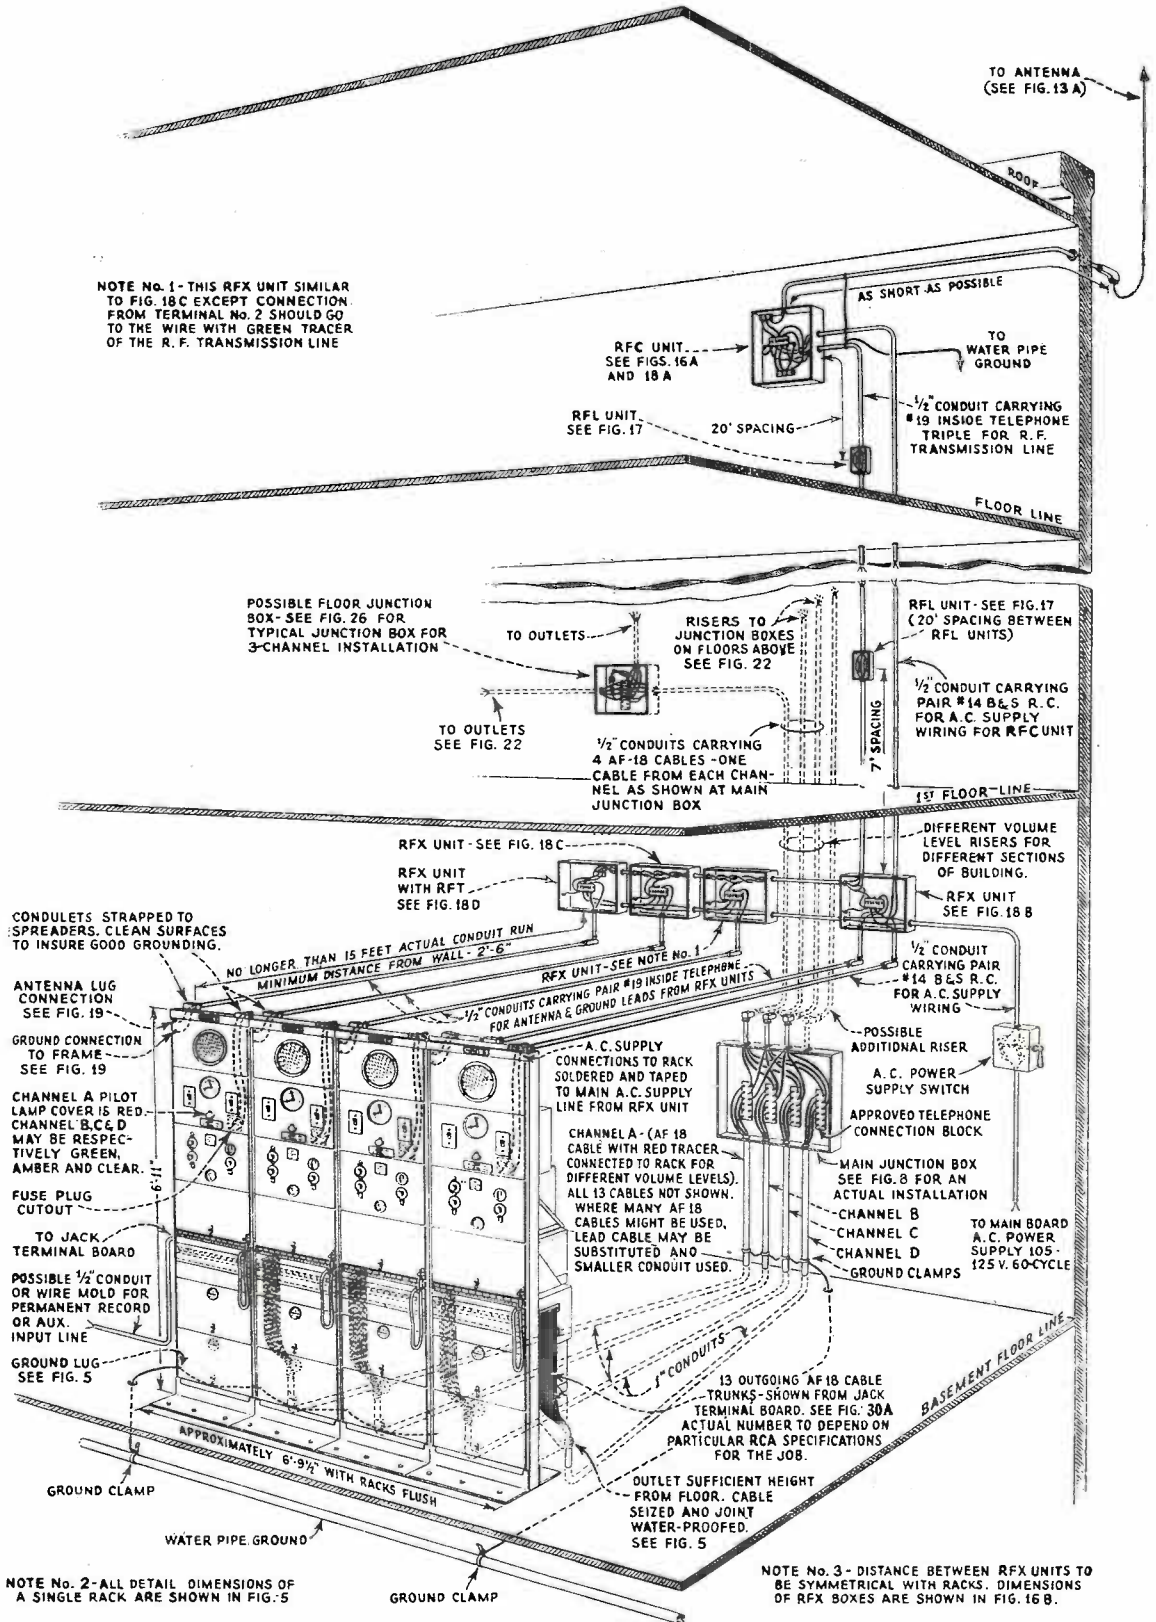 TO ANTENNA
(SEE FIG. 13 A)
ROOF
NOTE No. 1 - THIS RFX UNIT SIMILAR
TO FIG. 18C EXCEPT CONNECTION
FROM TERMINAL No. 2 SHOULD GO
TO THE WIRE WITH GREEN TRACER
OF THE R. F. TRANSMISSION LINE
AS SHORT AS POSSIBLE
RFC UNIT
SEE FIGS. 16A
AND 18A
TO
WATER PIPE
GROUND
RFL UNIT
SEE FIG. 17
20' SPACING
1/2" CONDUIT CARRYING
#19 INSIDE TELEPHONE
TRIPLE FOR R. F.
TRANSMISSION LINE
FLOOR LINE
POSSIBLE FLOOR JUNCTION
BOX - SEE FIG. 26 FOR
TYPICAL JUNCTION BOX FOR
3-CHANNEL INSTALLATION
TO OUTLETS
RISERS TO
JUNCTION BOXES
ON FLOORS ABOVE
SEE FIG. 22
RFL UNIT - SEE FIG. 17
(20' SPACING BETWEEN
RFL UNITS)
1/2" CONDUIT CARRYING
PAIR #14 B&S R.C.
FOR A.C. SUPPLY
WIRING FOR RFC UNIT
TO OUTLETS
SEE FIG. 22
1/2" CONDUITS CARRYING
4 AF-18 CABLES - ONE
CABLE FROM EACH CHAN-
NEL AS SHOWN AT MAIN
JUNCTION BOX
7' SPACING
1ST FLOOR-LINE
RFX UNIT - SEE FIG. 18C
DIFFERENT VOLUME
LEVEL RISERS FOR
DIFFERENT SECTIONS
OF BUILDING.
RFX UNIT
WITH RFT
SEE FIG. 18D
RFX UNIT
SEE FIG. 18 B
CONDULETS STRAPPED TO
SPREADERS. CLEAN SURFACES
TO INSURE GOOD GROUNDING.
NO LONGER THAN 15 FEET ACTUAL CONDUIT RUN
MINIMUM DISTANCE FROM WALL - 2'-6"
RFX UNIT - SEE NOTE No. 1
1/2" CONDUITS CARRYING PAIR #19 INSIDE TELEPHONE
FOR ANTENNA & GROUND LEADS FROM RFX UNITS
1/2" CONDUIT
CARRYING PAIR
#14 B&S R.C.
FOR A.C. SUPPLY
WIRING
ANTENNA LUG
CONNECTION
SEE FIG. 19
GROUND CONNECTION
TO FRAME
SEE FIG. 19
A.C. SUPPLY
CONNECTIONS TO RACK
SOLDERED AND TAPED
TO MAIN A.C. SUPPLY
LINE FROM RFX UNIT
POSSIBLE
ADDITIONAL RISER
A.C. POWER
SUPPLY SWITCH
CHANNEL A PILOT
LAMP COVER IS RED.
CHANNEL B,C & D
MAY BE RESPEC-
TIVELY GREEN,
AMBER AND CLEAR.
6'-11"
APPROVED TELEPHONE
CONNECTION BLOCK
CHANNEL A - (AF 18
CABLE WITH RED TRACER
CONNECTED TO RACK FOR
DIFFERENT VOLUME LEVELS).
ALL 13 CABLES NOT SHOWN.
WHERE MANY AF 18
CABLES MIGHT BE USED,
LEAD CABLE MAY BE
SUBSTITUTED AND
SMALLER CONDUIT USED.
MAIN JUNCTION BOX
SEE FIG. 8 FOR AN
ACTUAL INSTALLATION
FUSE PLUG
CUTOUT
CHANNEL B
CHANNEL C
CHANNEL D
GROUND CLAMPS
TO MAIN BOARD
A.C. POWER
SUPPLY 105-
125 V. 60-CYCLE
TO JACK
TERMINAL BOARD
POSSIBLE 1/2" CONDUIT
OR WIRE MOLD FOR
PERMANENT RECORD
OR AUX.
INPUT LINE
GROUND LUG
SEE FIG. 5
1" CONDUITS
BASEMENT FLOOR LINE
13 OUTGOING AF 18 CABLE
TRUNKS - SHOWN FROM JACK
TERMINAL BOARD. SEE FIG. 30A
ACTUAL NUMBER TO DEPEND ON
PARTICULAR RCA SPECIFICATIONS
FOR THE JOB.
APPROXIMATELY 6'-9 1/2" WITH RACKS FLUSH
GROUND CLAMP
OUTLET SUFFICIENT HEIGHT
FROM FLOOR. CABLE
SEIZED AND JOINT
WATER-PROOFED.
SEE FIG. 5
WATER PIPE GROUND
NOTE No. 2 - ALL DETAIL DIMENSIONS OF
A SINGLE RACK ARE SHOWN IN FIG. 5
GROUND CLAMP
NOTE No. 3 - DISTANCE BETWEEN RFX UNITS TO
BE SYMMETRICAL WITH RACKS. DIMENSIONS
OF RFX BOXES ARE SHOWN IN FIG. 16 B.